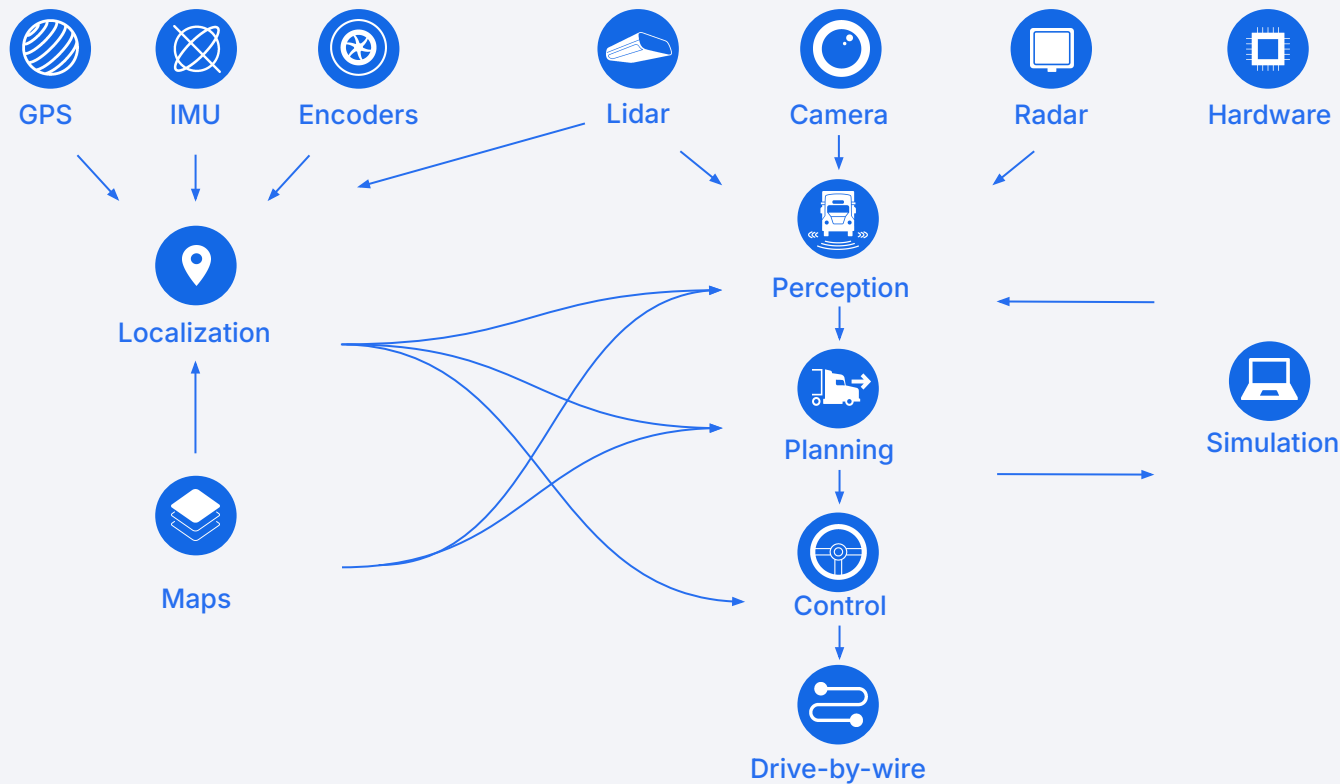 GPS
IMU
Encoders
Lidar
Camera
Radar
Hardware
Perception
Localization
Planning
Simulation
Maps
Control
Drive-by-wire